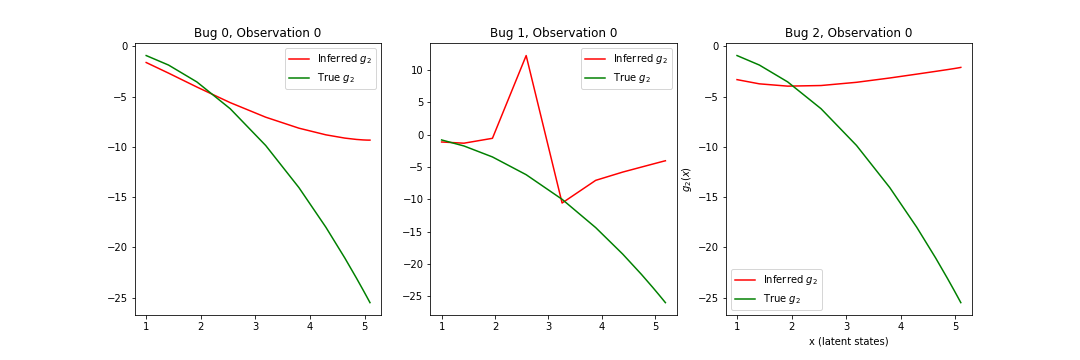 Bug 0, Observation 0
Inferred g₂
True g₂
0
−5
−10
−15
−20
−25
1 2 3 4 5
Bug 1, Observation 0
Inferred g₂
True g₂
10
5
0
−5
−10
−15
−20
−25
1 2 3 4 5
Bug 2, Observation 0
g₂(x)
0
−5
−10
−15
−20
−25
Inferred g₂
True g₂
1 2 3 4 5
x (latent states)